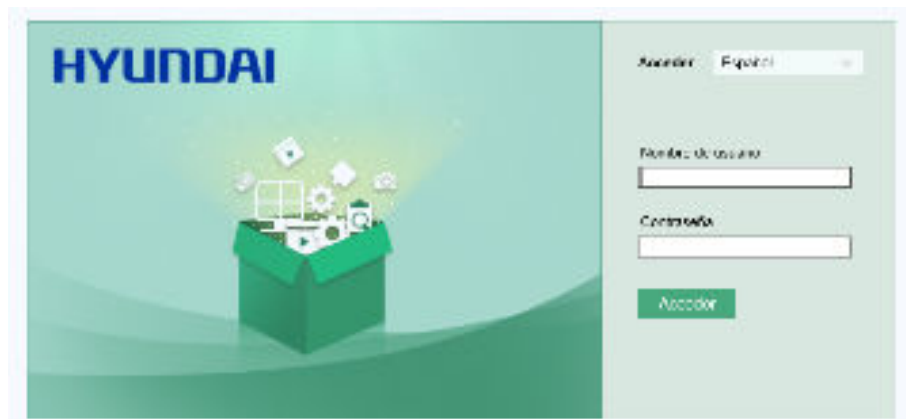 HYUNDAI
Acceder Español
Nombre de usuario
Contraseña
Acceder